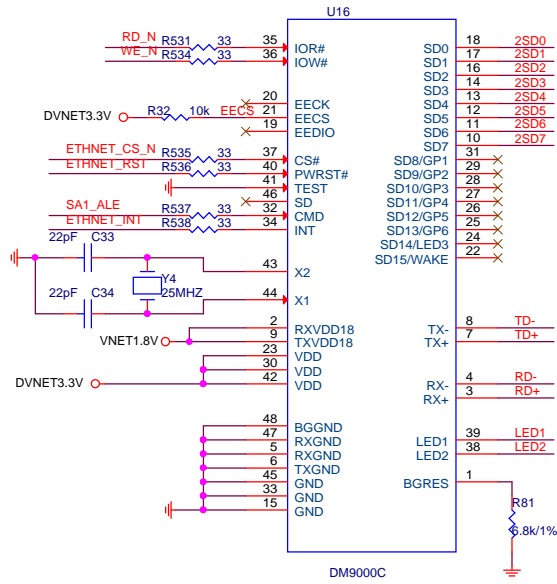 U16
RD_N R531 33 35 IOR# SD0 18 2SD0
WE_N R534 33 36 IOW# SD1 17 2SD1
SD2 16 2SD2
SD3 14 2SD3
20 EECK SD4 13 2SD4
DVNET3.3V R32 10k EECS 21 EECS SD5 12 2SD5
19 EEDIO SD6 11 2SD6
SD7 10 2SD7
ETHNET_CS_N R535 33 37 CS# SD8/GP1 31
ETHNET_RST R536 33 40 PWRST# SD9/GP2 29
41 TEST SD10/GP3 28
46 SD SD11/GP4 27
SA1_ALE R537 33 32 CMD SD12/GP5 26
ETHNET_INT R538 33 34 INT SD13/GP6 25
SD14/LED3 24
SD15/WAKE 22
22pF C33 43 X2
Y4
25MHZ
22pF C34 44 X1
2 RXVDD18 TX- 8 TD-
VNET1.8V 9 TXVDD18 TX+ 7 TD+
23 VDD
30 VDD
DVNET3.3V 42 VDD RX- 4 RD-
RX+ 3 RD+
48 BGGND
47 RXGND LED1 39 LED1
5 RXGND LED2 38 LED2
6 TXGND
45 GND BGRES 1
33 GND
15 GND
R81
6.8k/1%
DM9000C